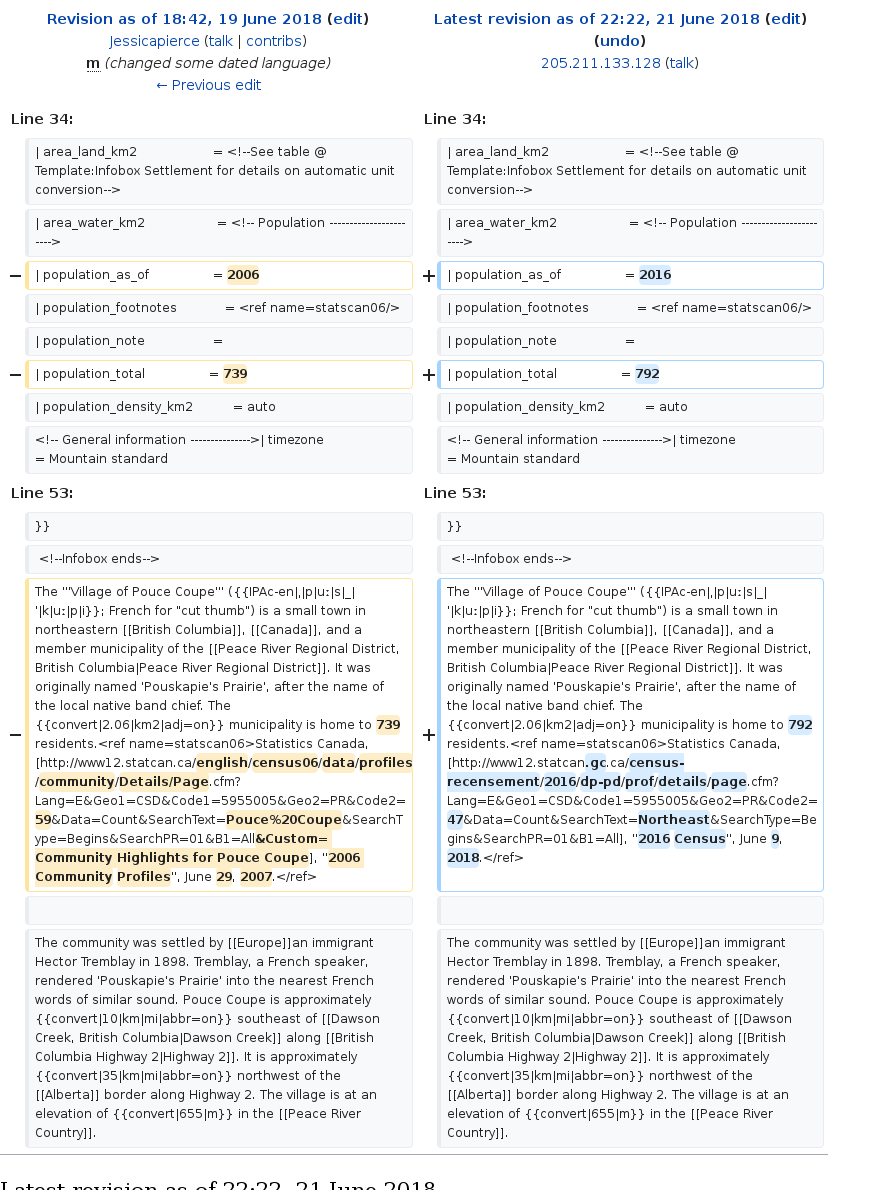 Revision as of 18:42, 19 June 2018 (edit)
Jessicapierce (talk | contribs)
m (changed some dated language)
← Previous edit
Latest revision as of 22:22, 21 June 2018 (edit)
(undo)
205.211.133.128 (talk)
Line 34:
Line 34:
| area_land_km2 = <!--See table @
Template:Infobox Settlement for details on automatic unit
conversion-->
| area_land_km2 = <!--See table @
Template:Infobox Settlement for details on automatic unit
conversion-->
| area_water_km2 = <!-- Population -------------------
---->
| area_water_km2 = <!-- Population -------------------
---->
− | population_as_of = 2006
+ | population_as_of = 2016
| population_footnotes = <ref name=statscan06/>
| population_footnotes = <ref name=statscan06/>
| population_note =
| population_note =
− | population_total = 739
+ | population_total = 792
| population_density_km2 = auto
| population_density_km2 = auto
<!-- General information --------------->| timezone
= Mountain standard
<!-- General information --------------->| timezone
= Mountain standard
Line 53:
Line 53:
}}
}}
<!--Infobox ends-->
<!--Infobox ends-->
−
The '''Village of Pouce Coupe''' ({{IPAc-en|,|p|uː|s|_|
'|k|uː|p|i}}; French for "cut thumb") is a small town in
northeastern [[British Columbia]], [[Canada]], and a
member municipality of the [[Peace River Regional District,
British Columbia|Peace River Regional District]]. It was
originally named 'Pouskapie's Prairie', after the name of
the local native band chief. The
{{convert|2.06|km2|adj=on}} municipality is home to 739
residents.<ref name=statscan06>Statistics Canada,
[http://www12.statcan.ca/english/census06/data/profiles
/community/Details/Page.cfm?
Lang=E&Geo1=CSD&Code1=5955005&Geo2=PR&Code2=
59&Data=Count&SearchText=Pouce%20Coupe&SearchT
ype=Begins&SearchPR=01&B1=All&Custom=
Community Highlights for Pouce Coupe], ''2006
Community Profiles'', June 29, 2007.</ref>
+
The '''Village of Pouce Coupe''' ({{IPAc-en|,|p|uː|s|_|
'|k|uː|p|i}}; French for "cut thumb") is a small town in
northeastern [[British Columbia]], [[Canada]], and a
member municipality of the [[Peace River Regional District,
British Columbia|Peace River Regional District]]. It was
originally named 'Pouskapie's Prairie', after the name of
the local native band chief. The
{{convert|2.06|km2|adj=on}} municipality is home to 792
residents.<ref name=statscan06>Statistics Canada,
[http://www12.statcan.gc.ca/census-
recensement/2016/dp-pd/prof/details/page.cfm?
Lang=E&Geo1=CSD&Code1=5955005&Geo2=PR&Code2=
47&Data=Count&SearchText=Northeast&SearchType=Be
gins&SearchPR=01&B1=All], ''2016 Census'', June 9,
2018.</ref>
The community was settled by [[Europe]]an immigrant
Hector Tremblay in 1898. Tremblay, a French speaker,
rendered 'Pouskapie's Prairie' into the nearest French
words of similar sound. Pouce Coupe is approximately
{{convert|10|km|mi|abbr=on}} southeast of [[Dawson
Creek, British Columbia|Dawson Creek]] along [[British
Columbia Highway 2|Highway 2]]. It is approximately
{{convert|35|km|mi|abbr=on}} northwest of the
[[Alberta]] border along Highway 2. The village is at an
elevation of {{convert|655|m}} in the [[Peace River
Country]].
The community was settled by [[Europe]]an immigrant
Hector Tremblay in 1898. Tremblay, a French speaker,
rendered 'Pouskapie's Prairie' into the nearest French
words of similar sound. Pouce Coupe is approximately
{{convert|10|km|mi|abbr=on}} southeast of [[Dawson
Creek, British Columbia|Dawson Creek]] along [[British
Columbia Highway 2|Highway 2]]. It is approximately
{{convert|35|km|mi|abbr=on}} northwest of the
[[Alberta]] border along Highway 2. The village is at an
elevation of {{convert|655|m}} in the [[Peace River
Country]].
Latest revision as of 22:22, 21 June 2018